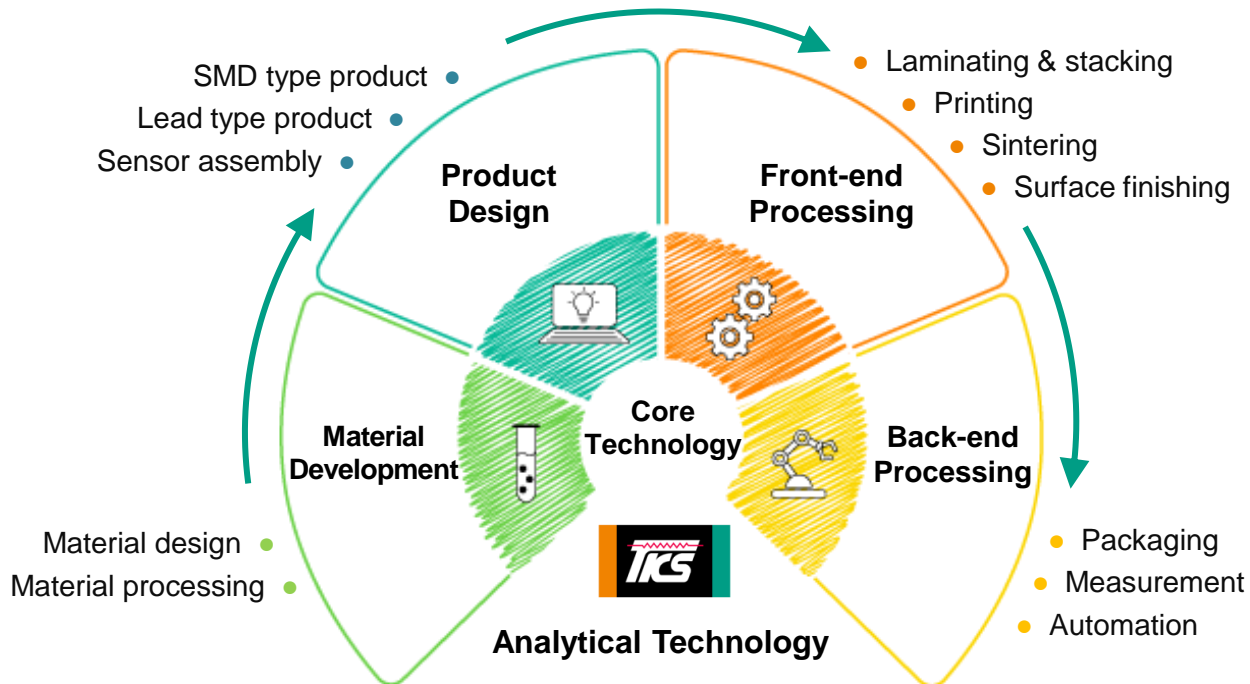 SMD type product
Lead type product
Sensor assembly
Laminating & stacking
Printing
Sintering
Surface finishing
Product
Design
Front-end
Processing
Core
Technology
Material
Development
Back-end
Processing
Material design
Material processing
Packaging
Measurement
Automation
TKS
Analytical Technology